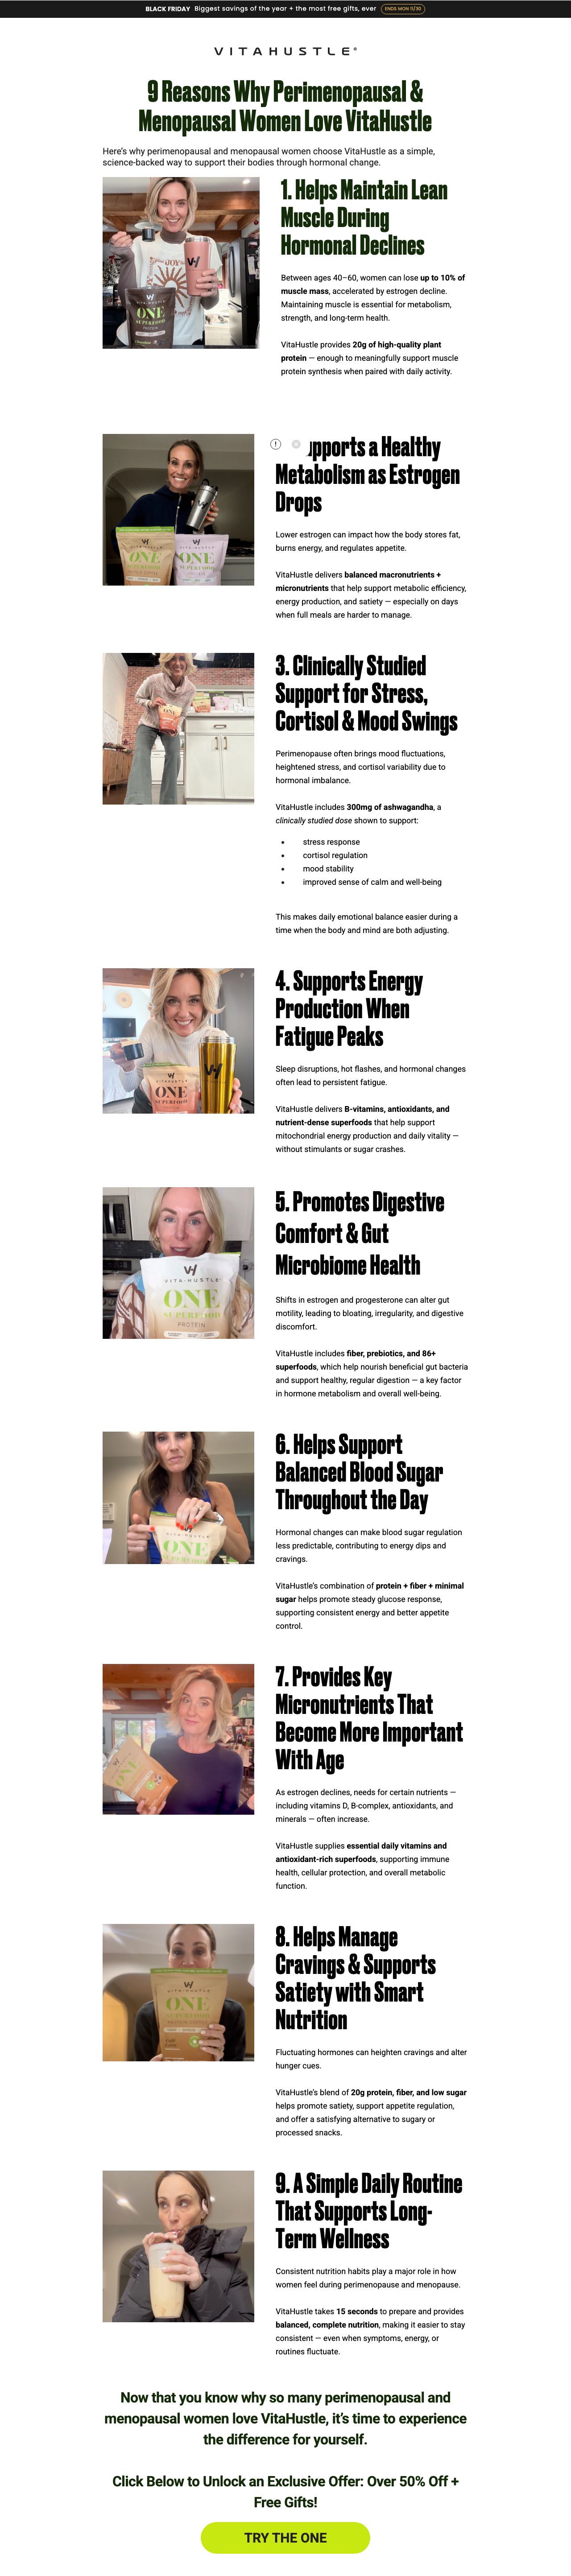 BLACK FRIDAY Biggest savings of the year + the most free gifts, ever ENDS MON 11/30
VITAHUSTLE®
9 Reasons Why Perimenopausal &
Menopausal Women Love VitaHustle
Here's why perimenopausal and menopausal women choose VitaHustle as a simple,
science-backed way to support their bodies through hormonal change.
1. Helps Maintain Lean
Muscle During
Hormonal Declines
Between ages 40–60, women can lose up to 10% of
muscle mass, accelerated by estrogen decline.
Maintaining muscle is essential for metabolism,
strength, and long-term health.
VitaHustle provides 20g of high-quality plant
protein — enough to meaningfully support muscle
protein synthesis when paired with daily activity.
ONE
SUPERFOOD
PROTEIN
pports a Healthy
Metabolism as Estrogen
Drops
Lower estrogen can impact how the body stores fat,
burns energy, and regulates appetite.
VitaHustle delivers balanced macronutrients +
micronutrients that help support metabolic efficiency,
energy production, and satiety — especially on days
when full meals are harder to manage.
VITA-HUSTLE
ONE
SUPERFOOD
ONE
3. Clinically Studied
Support for Stress,
Cortisol & Mood Swings
Perimenopause often brings mood fluctuations,
heightened stress, and cortisol variability due to
hormonal imbalance.
VitaHustle includes 300mg of ashwagandha, a
clinically studied dose shown to support:
• stress response
• cortisol regulation
• mood stability
• improved sense of calm and well-being
This makes daily emotional balance easier during a
time when the body and mind are both adjusting.
4. Supports Energy
Production When
Fatigue Peaks
Sleep disruptions, hot flashes, and hormonal changes
often lead to persistent fatigue.
VitaHustle delivers B-vitamins, antioxidants, and
nutrient-dense superfoods that help support
mitochondrial energy production and daily vitality —
without stimulants or sugar crashes.
VITA-HUSTLE
ONE
SUPERFOOD
5. Promotes Digestive
Comfort & Gut
Microbiome Health
Shifts in estrogen and progesterone can alter gut
motility, leading to bloating, irregularity, and digestive
discomfort.
VitaHustle includes fiber, prebiotics, and 86+
superfoods, which help nourish beneficial gut bacteria
and support healthy, regular digestion — a key factor
in hormone metabolism and overall well-being.
VITA-HUSTLE
ONE
SUPERFOOD
PROTEIN
6. Helps Support
Balanced Blood Sugar
Throughout the Day
Hormonal changes can make blood sugar regulation
less predictable, contributing to energy dips and
cravings.
VitaHustle's combination of protein + fiber + minimal
sugar helps promote steady glucose response,
supporting consistent energy and better appetite
control.
ONE
7. Provides Key
Micronutrients That
Become More Important
With Age
As estrogen declines, needs for certain nutrients —
including vitamins D, B-complex, antioxidants, and
minerals — often increase.
VitaHustle supplies essential daily vitamins and
antioxidant-rich superfoods, supporting immune
health, cellular protection, and overall metabolic
function.
ONE
8. Helps Manage
Cravings & Supports
Satiety with Smart
Nutrition
Fluctuating hormones can heighten cravings and alter
hunger cues.
VitaHustle's blend of 20g protein, fiber, and low sugar
helps promote satiety, support appetite regulation,
and offer a satisfying alternative to sugary or
processed snacks.
VITA-HUSTLE
ONE
SUPERFOOD
9. A Simple Daily Routine
That Supports Long-
Term Wellness
Consistent nutrition habits play a major role in how
women feel during perimenopause and menopause.
VitaHustle takes 15 seconds to prepare and provides
balanced, complete nutrition, making it easier to stay
consistent — even when symptoms, energy, or
routines fluctuate.
Now that you know why so many perimenopausal and
menopausal women love VitaHustle, it's time to experience
the difference for yourself.
Click Below to Unlock an Exclusive Offer: Over 50% Off +
Free Gifts!
TRY THE ONE